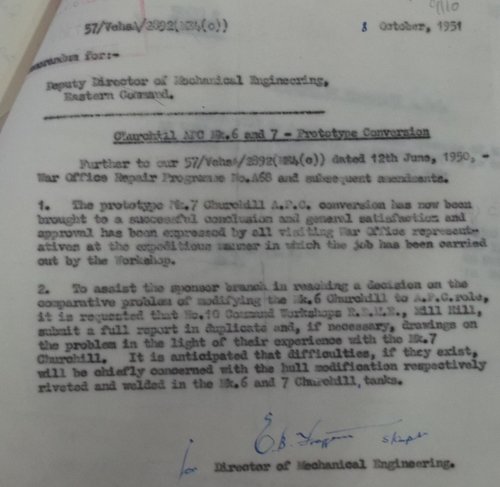 57/Vehs A/2892(ME4(c))
8 October, 1951
Memorandum for:-
Deputy Director of Mechanical Engineering,
Eastern Command.
Churchill APC Mk.6 and 7 - Prototype Conversion
Further to our 57/VehsA/2892(ME4(c)) dated 12th June, 1950, -
War Office Repair Programme No.A68 and subsequent amendments.
1. The prototype Mk.7 Churchill A.P.C. conversion has now been
brought to a successful conclusion and general satisfaction and
approval has been expressed by all visiting War Office represent-
atives at the expeditious manner in which the job has been carried
out by the Workshop.
2. To assist the sponsor branch in reaching a decision on the
comparative problem of modifying the Mk.6 Churchill to A.P.C.role,
it is requested that No.10 Command Workshops R.E.M.E., Mill Hill,
submit a full report in duplicate and, if necessary, drawings on
the problem in the light of their experience with the Mk.7
Churchill. It is anticipated that difficulties, if they exist,
will be chiefly concerned with the hull modification respectively
riveted and welded in the Mk.6 and 7 Churchill, tanks.
for Director of Mechanical Engineering.